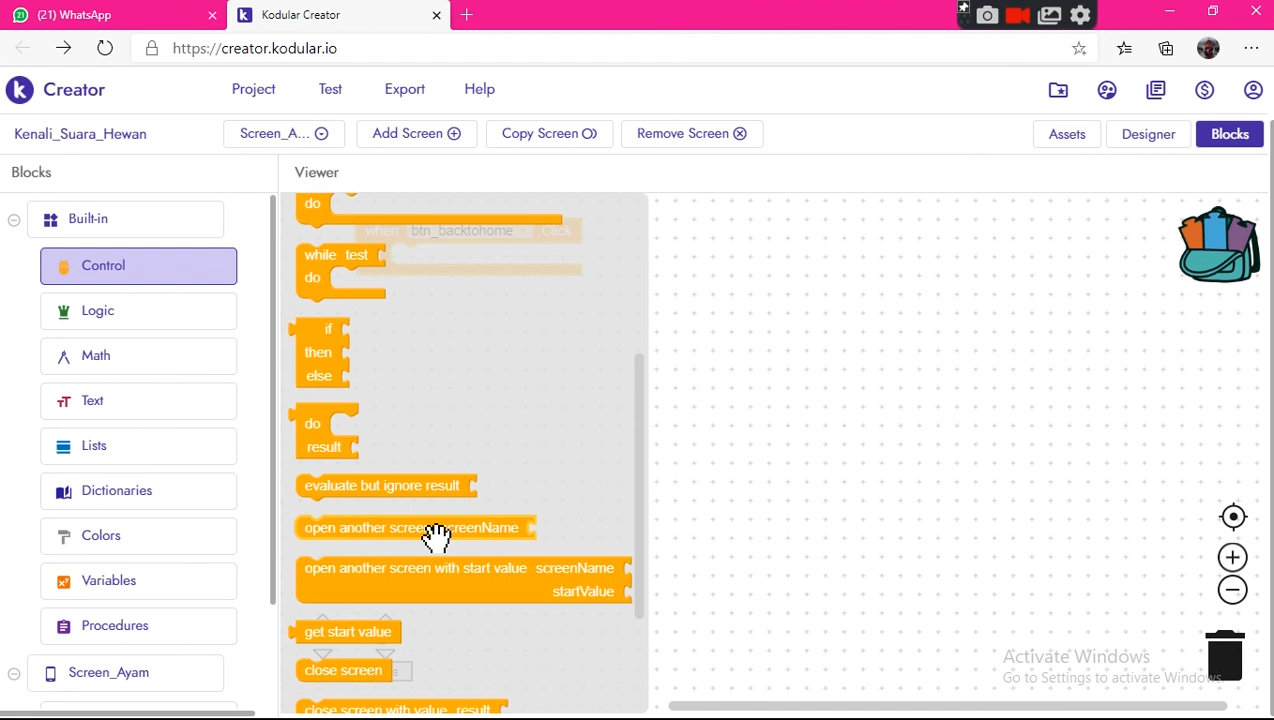 (21) WhatsApp
Kodular Creator
https://creator.kodular.io
Creator
Project
Test
Export
Help
Kenali_Suara_Hewan
Screen_A...
Add Screen
Copy Screen
Remove Screen
Assets
Designer
Blocks
Blocks
Viewer
Built-in
Control
Logic
Math
Text
Lists
Dictionaries
Colors
Variables
Procedures
Screen_Ayam
do
when btn_backtohome Click
while test
do
if
then
else
do
result
evaluate but ignore result
open another screen screenName
open another screen with start value screenName
startValue
get start value
close screen
close screen with value result
Activate Windows
Go to Settings to activate Windows.